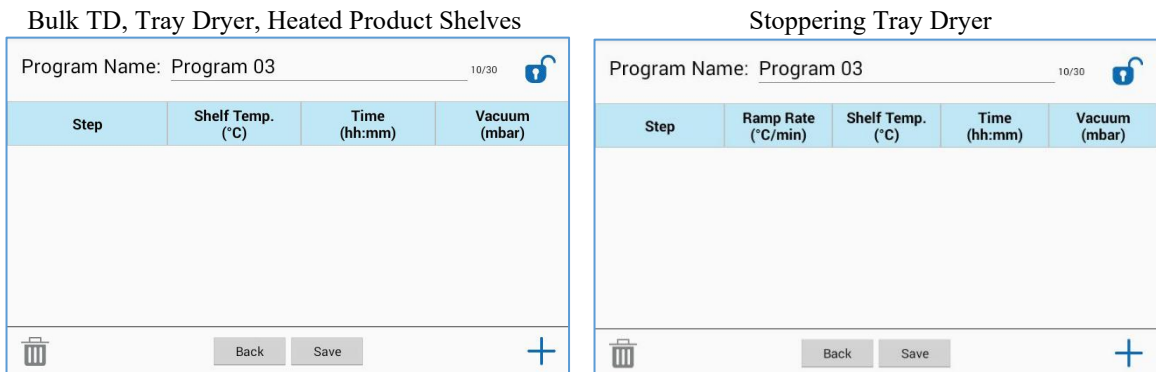 Bulk TD, Tray Dryer, Heated Product Shelves
Program Name: Program 03 10/30
Step Shelf Temp. (°C) Time (hh:mm) Vacuum (mbar)
Back Save
Stoppering Tray Dryer
Program Name: Program 03 10/30
Step Ramp Rate (°C/min) Shelf Temp. (°C) Time (hh:mm) Vacuum (mbar)
Back Save